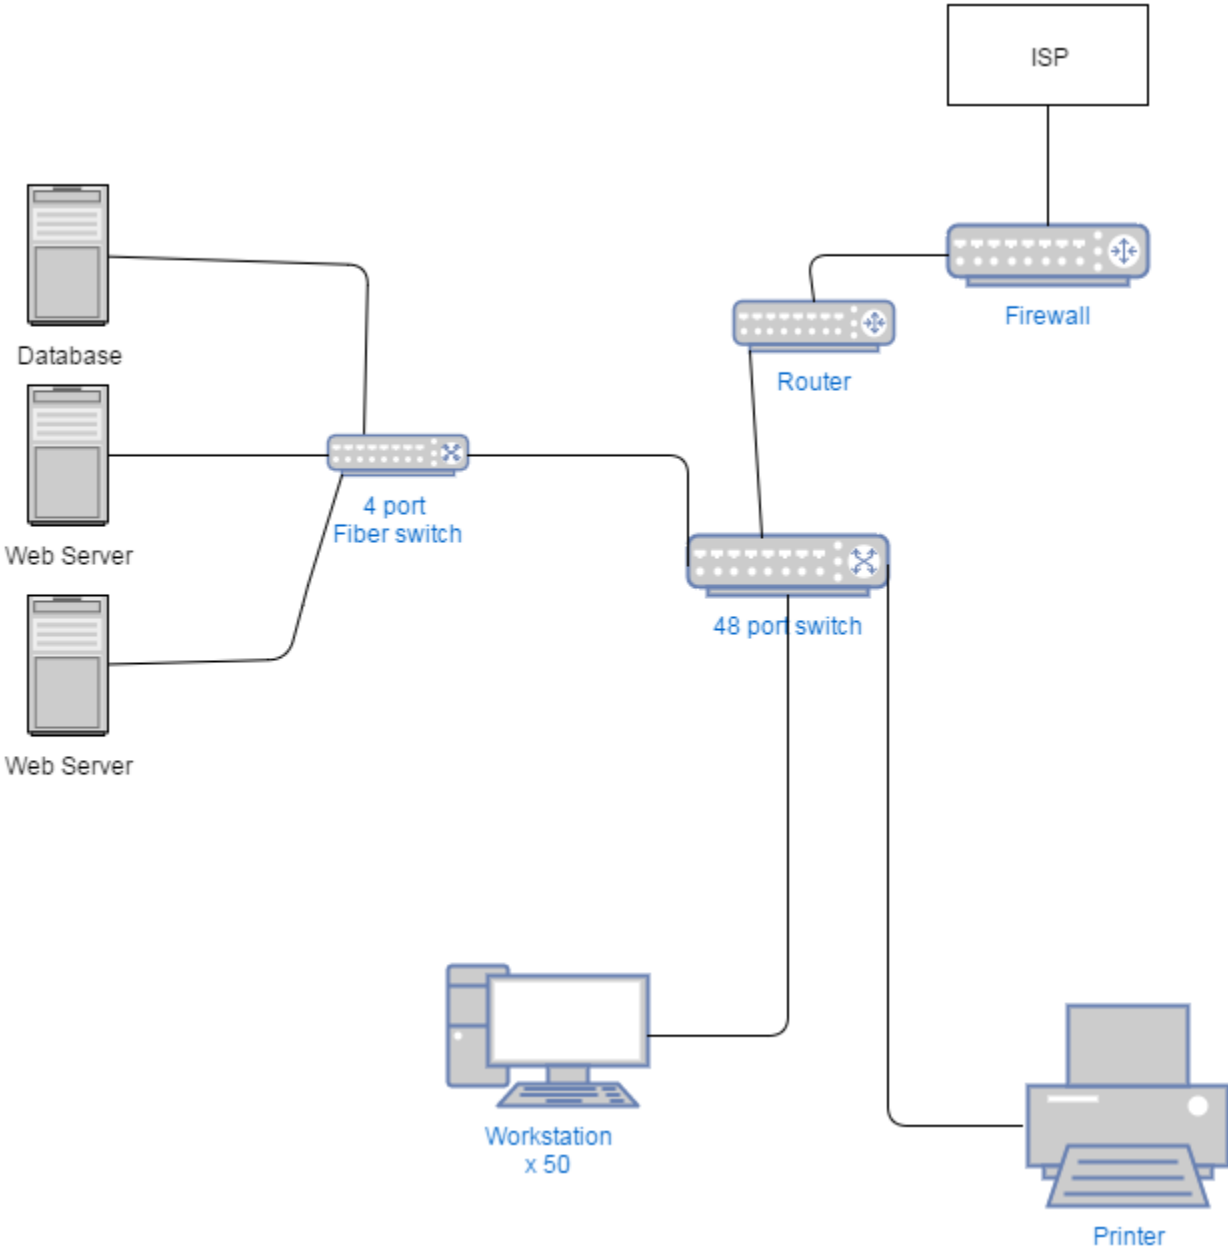 ISP
Firewall
Router
Database
Web Server
4 port
Fiber switch
48 port switch
Web Server
Workstation
x 50
Printer